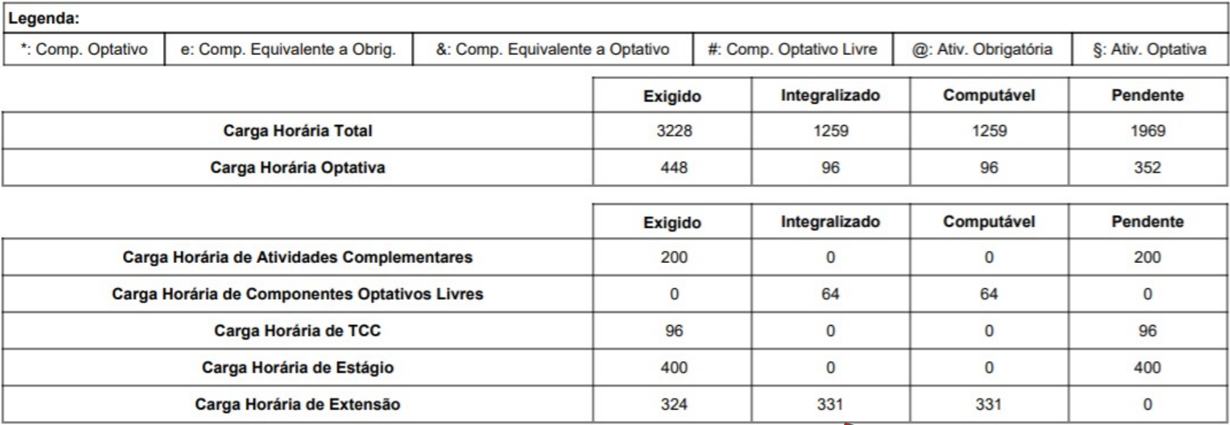 Legenda:
*: Comp. Optativo e: Comp. Equivalente a Obrig. &: Comp. Equivalente a Optativo #: Comp. Optativo Livre @: Ativ. Obrigatória §: Ativ. Optativa
Exigido Integralizado Computável Pendente
Carga Horária Total 3228 1259 1259 1969
Carga Horária Optativa 448 96 96 352
Exigido Integralizado Computável Pendente
Carga Horária de Atividades Complementares 200 0 0 200
Carga Horária de Componentes Optativos Livres 0 64 64 0
Carga Horária de TCC 96 0 0 96
Carga Horária de Estágio 400 0 0 400
Carga Horária de Extensão 324 331 331 0